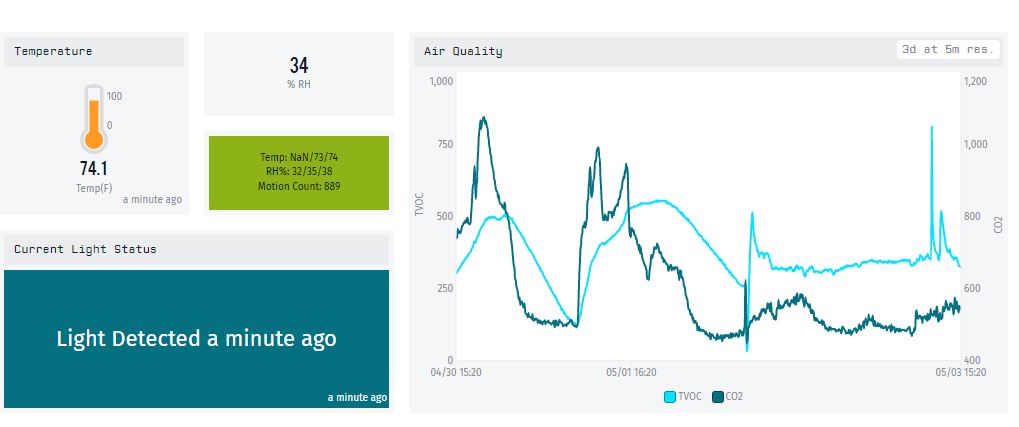 Temperature
100
0
74.1
Temp(F)
a minute ago
34
% RH
Temp: NaN/73/74
RH%: 32/35/38
Motion Count: 889
Current Light Status
Light Detected a minute ago
a minute ago
Air Quality
3d at 5m res.
1,000
750
500
250
0
TVOC
1,200
1,000
800
600
400
CO2
04/30 15:20
05/01 16:20
05/03 15:20
TVOC
CO2